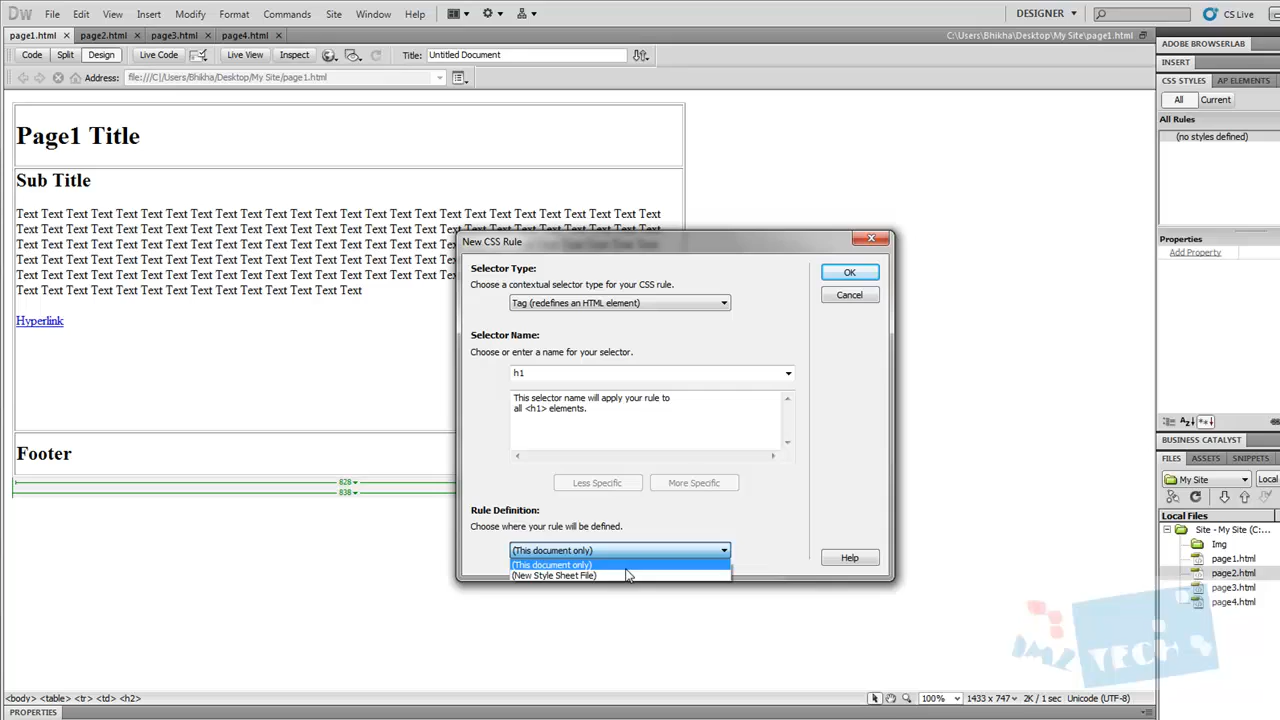 Dw File Edit View Insert Modify Format Commands Site Window Help DESIGNER CS Live
page1.html × page2.html × page3.html × page4.html × C:\Users\Bhikha\Desktop\My Site\page1.html
Code Split Design Live Code Live View Inspect Title: Untitled Document
Address: file:///C|/Users/Bhikha/Desktop/My Site/page1.html
Page1 Title
Sub Title
Text Text Text Text Text Text Text Text Text Text Text Text Text Text Text Text Text Text Text Text Text Text Text Text Text Text
Text Text Text Text Text Text Text Text Text Text Text Text Text Text Text Text Text Text Text Text Text Text Text Text Text Text
Text Text Text Text Text Text Text Text Text Text Text Text Text Text Text Text Text Text Text Text Text Text Text Text Text Text
Text Text Text Text Text Text Text Text Text Text Text Text Text Text Text Text Text
Text Text Text Text Text Text Text Text Text Text Text Text Text Text Text Text Text
Text Text Text Text Text Text Text Text Text Text Text Text Text Text
Hyperlink
Footer
828
838
New CSS Rule
Selector Type:
Choose a contextual selector type for your CSS rule.
Tag (redefines an HTML element)
Selector Name:
Choose or enter a name for your selector.
h1
This selector name will apply your rule to
all <h1> elements.
Less Specific More Specific
Rule Definition:
Choose where your rule will be defined.
(This document only)
(This document only)
(New Style Sheet File)
OK
Cancel
Help
ADOBE BROWSERLAB
INSERT
CSS STYLES AP ELEMENTS
All Current
All Rules
(no styles defined)
Properties
Add Property
BUSINESS CATALYST
FILES ASSETS SNIPPETS
My Site Local
Local Files
Site - My Site (C:...
Img
page1.html
page2.html
page3.html
page4.html
TECH
<body> <table> <tr> <td> <h2> 100% 1433 x 747 2K / 1 sec Unicode (UTF-8)
PROPERTIES